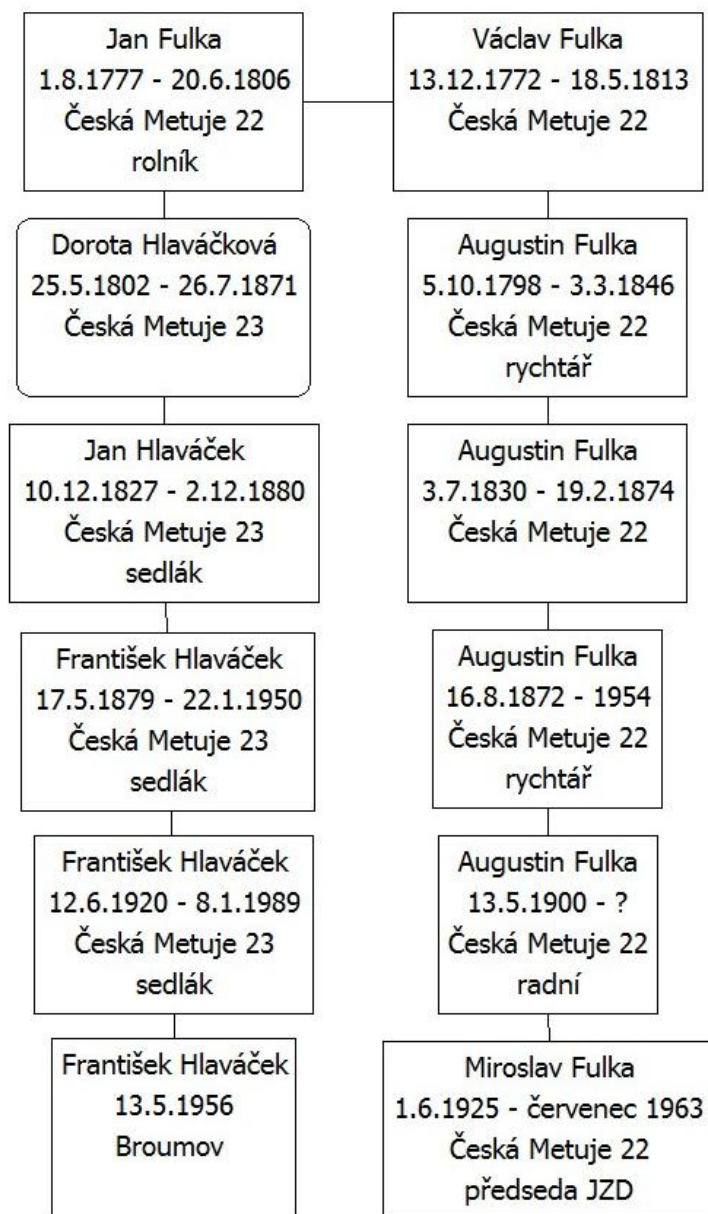 Jan Fulka
1.8.1777 - 20.6.1806
Česká Metuje 22
rolník
Václav Fulka
13.12.1772 - 18.5.1813
Česká Metuje 22
Dorota Hlaváčková
25.5.1802 - 26.7.1871
Česká Metuje 23
Augustin Fulka
5.10.1798 - 3.3.1846
Česká Metuje 22
rychtář
Jan Hlaváček
10.12.1827 - 2.12.1880
Česká Metuje 23
sedlák
Augustin Fulka
3.7.1830 - 19.2.1874
Česká Metuje 22
František Hlaváček
17.5.1879 - 22.1.1950
Česká Metuje 23
sedlák
Augustin Fulka
16.8.1872 - 1954
Česká Metuje 22
rychtář
František Hlaváček
12.6.1920 - 8.1.1989
Česká Metuje 23
sedlák
Augustin Fulka
13.5.1900 - ?
Česká Metuje 22
radní
František Hlaváček
13.5.1956
Broumov
Miroslav Fulka
1.6.1925 - červenec 1963
Česká Metuje 22
předseda JZD